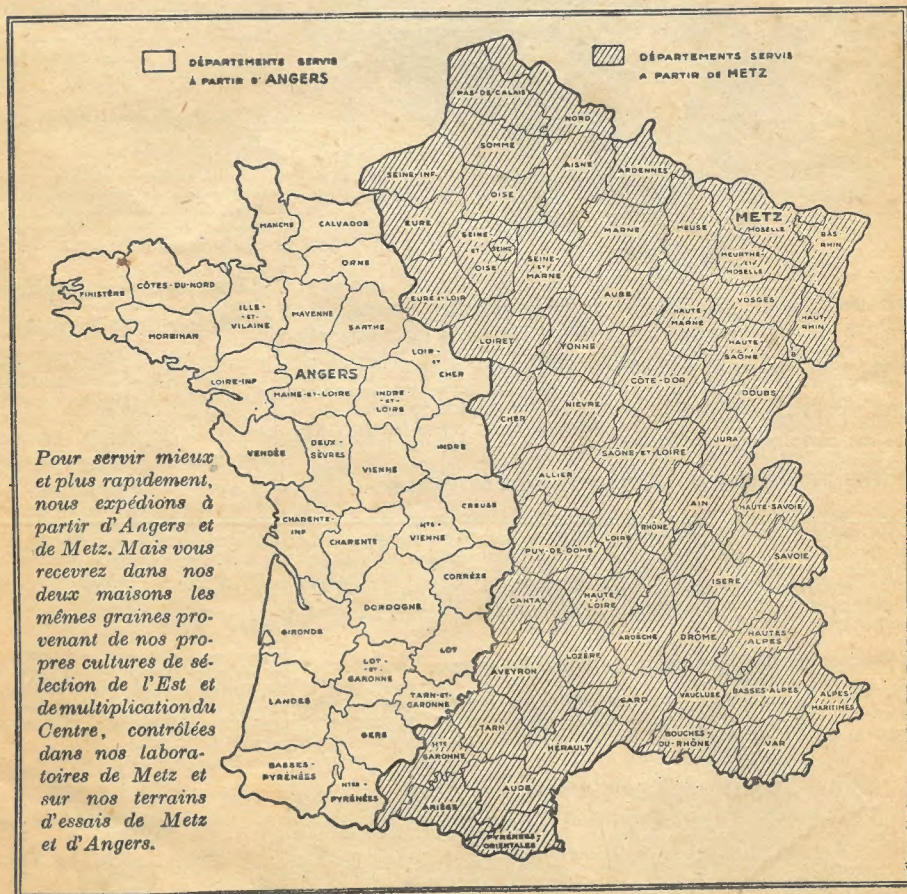 DÉPARTEMENTS SERVIS
À PARTIR D'ANGERS
DÉPARTEMENTS SERVIS
A PARTIR DE METZ
PAS-DE-CALAIS
NORD
SOMME
AISNE
ARDENNES
SEINE-INF.
OISE
EURE
SEINE-
ET-
OISE
SEINE
SEINE-
ET-
MARNE
MARNE
MEUSE
METZ
MOSELLE
BAS
RHIN
MEURTHE-
ET-
MOSELLE
MANCHE
CALVADOS
ORNE
EURE-&-LOIR
AUBE
HAUTE-
MARNE
VOSGES
HAUT-
RHIN
FINISTÈRE
CÔTES-DU-NORD
ILLE-
ET-
VILAINE
MAYENNE
SARTHE
MORBIHAN
LOIR-
ET-
CHER
LOIRET
YONNE
HAUTE-
SAÔNE
B.
LOIRE-INF.
ANGERS
MAINE-ET-LOIRE
INDRE
-ET-
LOIRE
CÔTE-D'OR
DOUBS
CHER
NIÈVRE
VENDÉE
DEUX-
SÈVRES
VIENNE
INDRE
SAÔNE-ET-LOIRE
JURA
ALLIER
AIN
HAUTE-SAVOIE
CHARENTE-
INF.
CHARENTE
HTE-
VIENNE
CREUSE
PUY-DE-DOME
LOIRE
RHÔNE
SAVOIE
ISÈRE
CORRÈZE
DORDOGNE
CANTAL
HAUTE-
LOIRE
ARDÈCHE
DRÔME
HAUTES-
ALPES
GIRONDE
LOT
LOT-
ET-
GARONNE
AVEYRON
LOZÈRE
LANDES
TARN-ET-
GARONNE
GARD
VAUCLUSE
BASSES-ALPES
ALPES-
MARITIMES
GERS
TARN
HTE
GARONNE
HÉRAULT
BOUCHES-
DU-RHÔNE
VAR
BASSES-
PYRÉNÉES
HTES-
PYRÉNÉES
AUDE
ARIÈGE
PYRÉNÉES-
ORIENTALES
Pour servir mieux
et plus rapidement,
nous expédions à
partir d'Angers et
de Metz. Mais vous
recevrez dans nos
deux maisons les
mêmes graines pro-
venant de nos pro-
pres cultures de sé-
lection de l'Est et
de multiplication du
Centre, contrôlées
dans nos labora-
toires de Metz et
sur nos terrains
d'essais de Metz
et d'Angers.